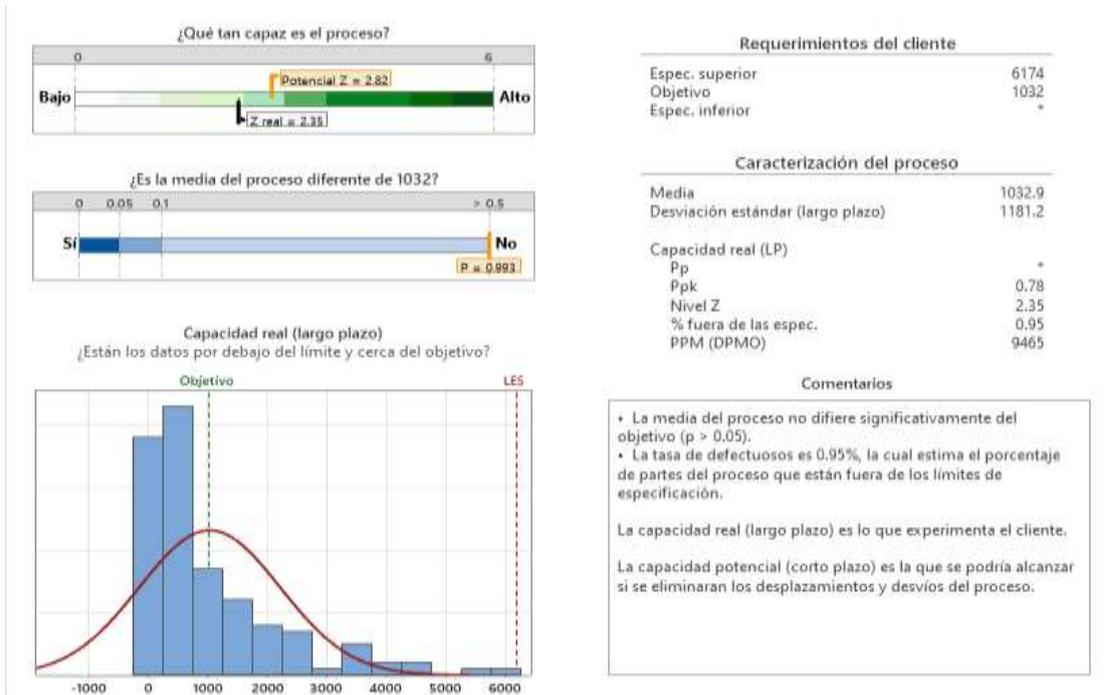 ¿Qué tan capaz es el proceso?
0 6
Potencial Z = 2.82
Bajo Alto
Z real = 2.35
¿Es la media del proceso diferente de 1032?
0 0.05 0.1 > 0.5
Sí No
P = 0.993
Capacidad real (largo plazo)
¿Están los datos por debajo del límite y cerca del objetivo?
Objetivo LES
-1000 0 1000 2000 3000 4000 5000 6000
Requerimientos del cliente
Espec. superior 6174
Objetivo 1032
Espec. inferior *
Caracterización del proceso
Media 1032.9
Desviación estándar (largo plazo) 1181.2
Capacidad real (LP)
Pp *
Ppk 0.78
Nivel Z 2.35
% fuera de las espec. 0.95
PPM (DPMO) 9465
Comentarios
• La media del proceso no difiere significativamente del
objetivo (p > 0.05).
• La tasa de defectuosos es 0.95%, la cual estima el porcentaje
de partes del proceso que están fuera de los límites de
especificación.
La capacidad real (largo plazo) es lo que experimenta el cliente.
La capacidad potencial (corto plazo) es la que se podría alcanzar
si se eliminaran los desplazamientos y desvíos del proceso.